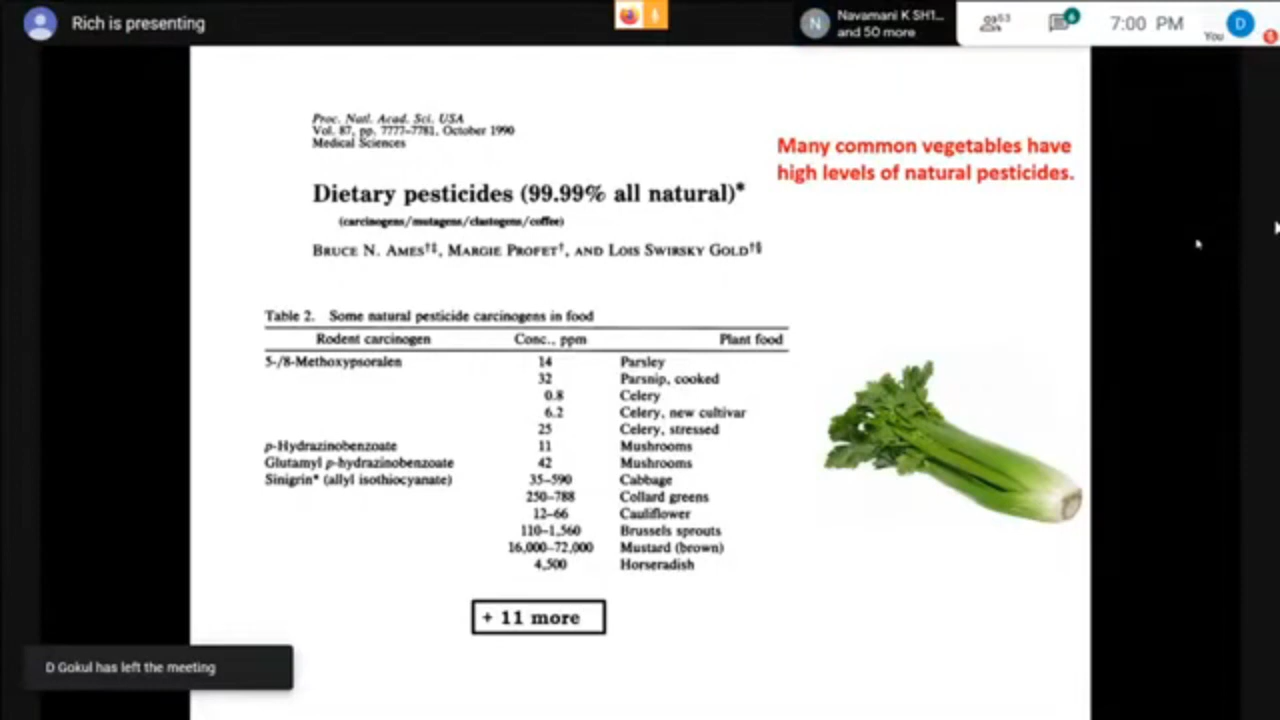 Rich is presenting
N
Navamani K SH1...
and 50 more
53
6
7:00 PM
You
D
Proc. Natl. Acad. Sci. USA
Vol. 87, pp. 7777-7781, October 1990
Medical Sciences
Many common vegetables have
high levels of natural pesticides.
Dietary pesticides (99.99% all natural)*
(carcinogens/mutagens/clastogens/coffee)
BRUCE N. AMES†‡, MARGIE PROFET†, AND LOIS SWIRSKY GOLD†§
Table 2. Some natural pesticide carcinogens in food
Rodent carcinogen Conc., ppm Plant food
5-/8-Methoxypsoralen 14 Parsley
32 Parsnip, cooked
0.8 Celery
6.2 Celery, new cultivar
25 Celery, stressed
p-Hydrazinobenzoate 11 Mushrooms
Glutamyl p-hydrazinobenzoate 42 Mushrooms
Sinigrin* (allyl isothiocyanate) 35–590 Cabbage
250–788 Collard greens
12–66 Cauliflower
110–1,560 Brussels sprouts
16,000–72,000 Mustard (brown)
4,500 Horseradish
+ 11 more
D Gokul has left the meeting